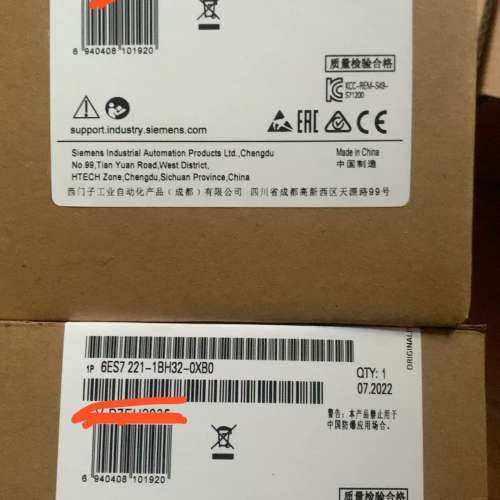 6 940408 101920
质量检验合格
KCC-REM-S49-
S71200
EAC CE
support.industry.siemens.com
Siemens Industrial Automation Products Ltd.,Chengdu
No.99,Tian Yuan Road,West District,
HTECH Zone,Chengdu,Sichuan Province,China
Made in China
中国制造
西门子工业自动化产品（成都）有限公司 四川省成都高新西区天源路99号
ORIGINAL
1P 6ES7 221-1BH32-0XB0
QTY: 1
07.2022
警告: 本产品禁止用于
中国防爆应用场合。
6 940408 101920
质量检验合格